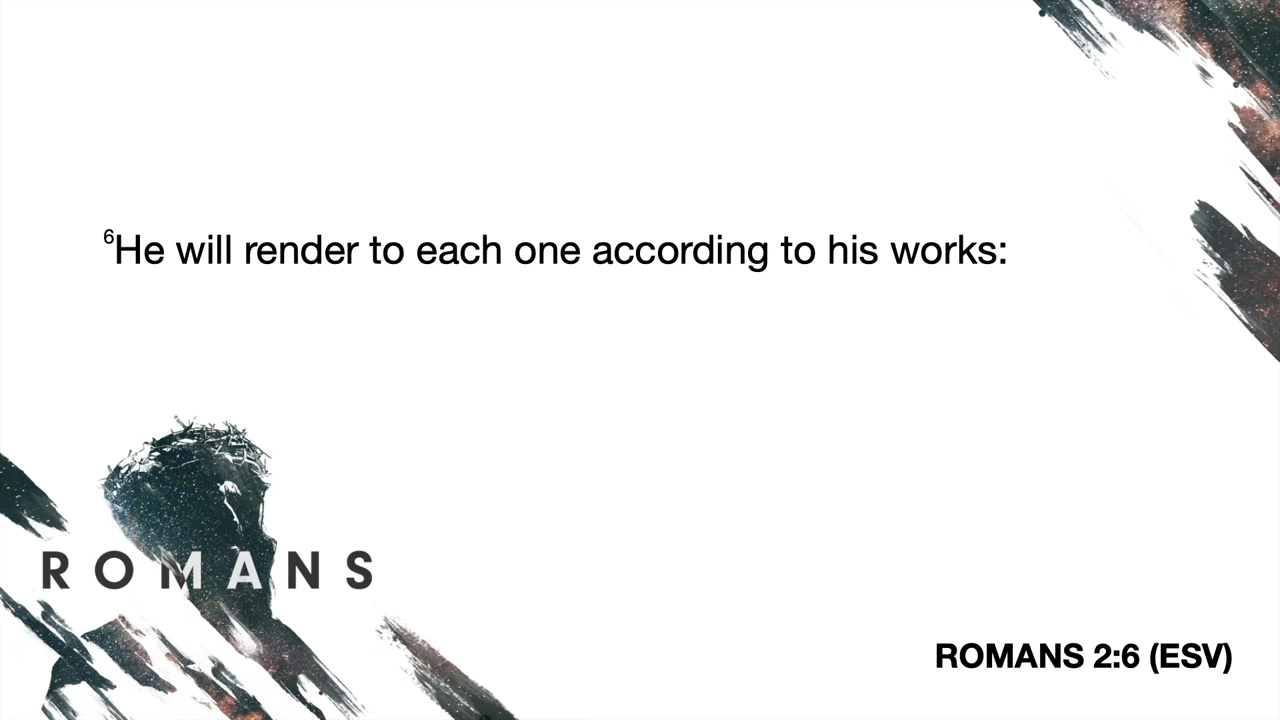 ⁶He will render to each one according to his works:
ROMANS
ROMANS 2:6 (ESV)